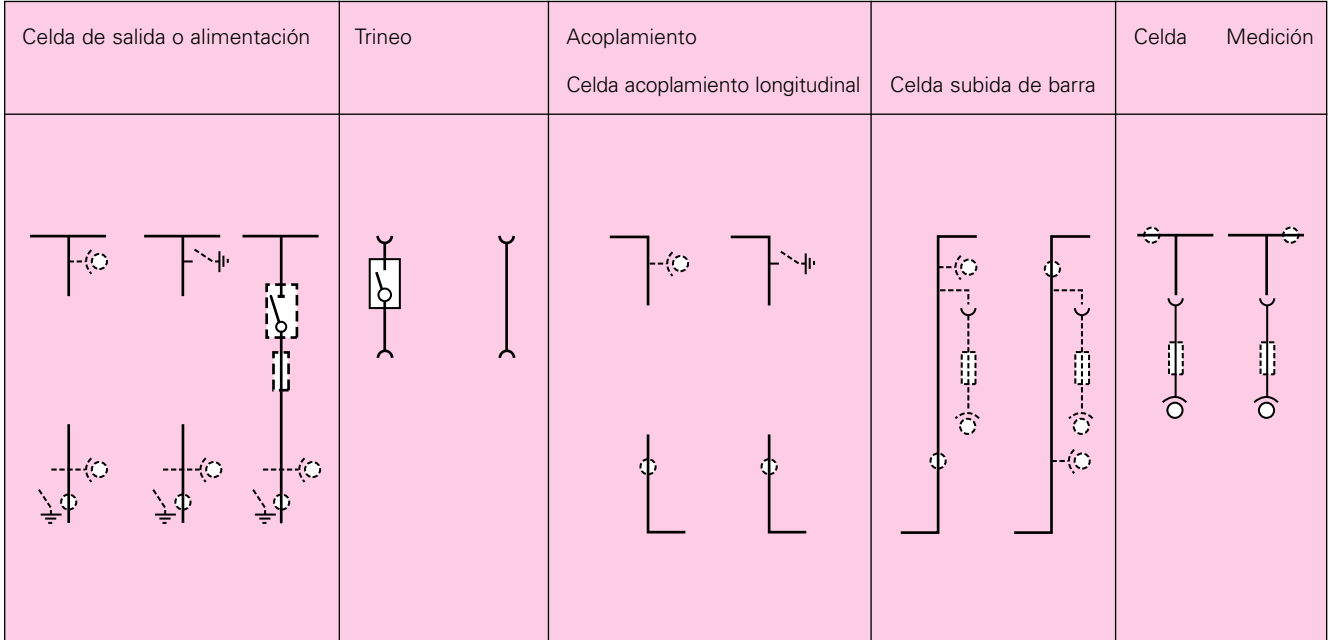 Celda de salida o alimentación
Trineo
Acoplamiento
Celda acoplamiento longitudinal
Celda subida de barra
Celda Medición